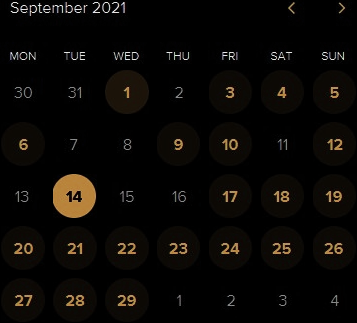 September 2021
MON TUE WED THU FRI SAT SUN
30 31 1 2 3 4 5
6 7 8 9 10 11 12
13 14 15 16 17 18 19
20 21 22 23 24 25 26
27 28 29 1 2 3 4